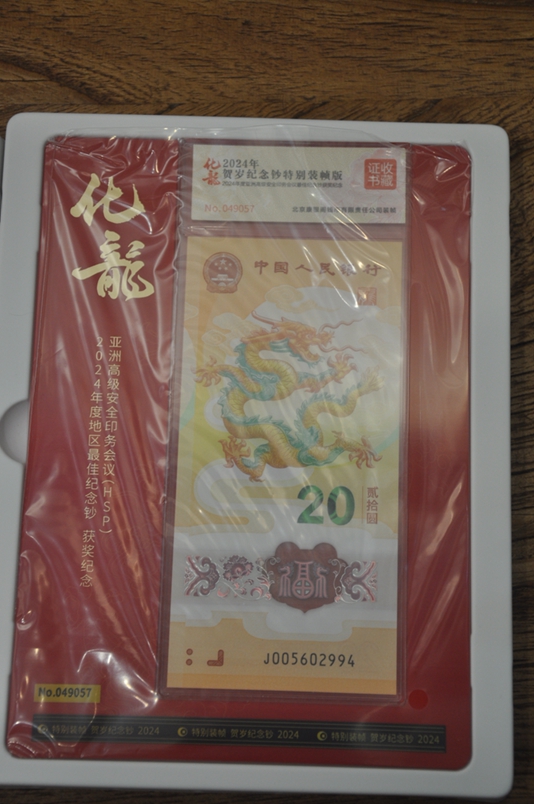 化龍
亚洲高级安全印务会议（HSP）
2024年度地区最佳纪念钞 获奖纪念
No.049057
化龍
2024年
贺岁纪念钞特别装帧版
收藏证书
No.049057
中国人民银行
20
贰拾圆
福
J005602994
特别装帧 贺岁纪念钞 2024
特别装帧 贺岁纪念钞 2024
特别装帧 贺岁纪念钞 2024